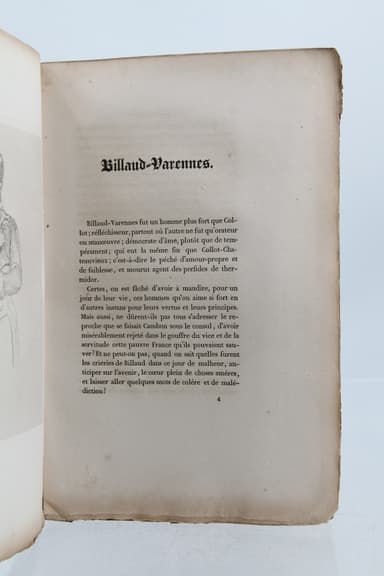 Billaud-Varennes.
Billaud-Varennes fut un homme plus fort que Col-
lot; réfléchisseur, partout où l'autre ne fut qu'orateur
ou manœuvre; démocrate d'âme, plutôt que de tem-
pérament; qui eut la même fin que Collot-Cha-
teauvieux; c'est-à-dire le péché d'amour-propre et
de faiblesse, et mourut agent des perfides de ther-
midor.
Certes, on est fâché d'avoir à maudire, pour un
jour de leur vie, ces hommes qu'on aime si fort en
d'autres instans pour leurs vertus et leurs principes.
Mais aussi, ne dûrent-ils pas tous s'adresser le re-
proche que se faisait Cambon sous le consul, d'avoir
misérablement rejeté dans le gouffre du vice et de la
servitude cette pauvre France qu'ils pouvaient sau-
ver? Et ne peut-on pas, quand on sait quelles furent
les crieries de Billaud dans ce jour de malheur, an-
ticiper sur l'avenir, le cœur plein de choses amères,
et laisser aller quelques mots de colère et de malé-
diction!
4